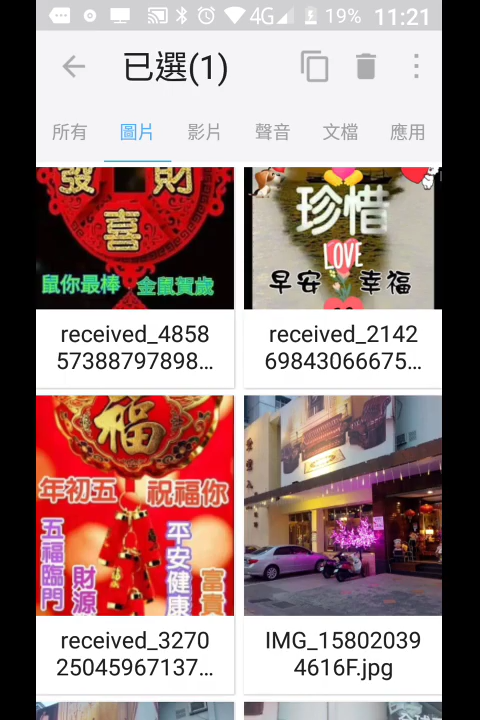 4G 19% 11:21
已選(1)
所有 圖片 影片 聲音 文檔 應用
發 財
喜
鼠你最棒 金鼠賀歲
珍惜
LOVE
早安 幸福
received_4858
57388797898...
received_2142
69843066675...
福
年初五 祝福你
五福臨門
財源
平安健康
富貴
received_3270
25045967137...
IMG_15802039
4616F.jpg